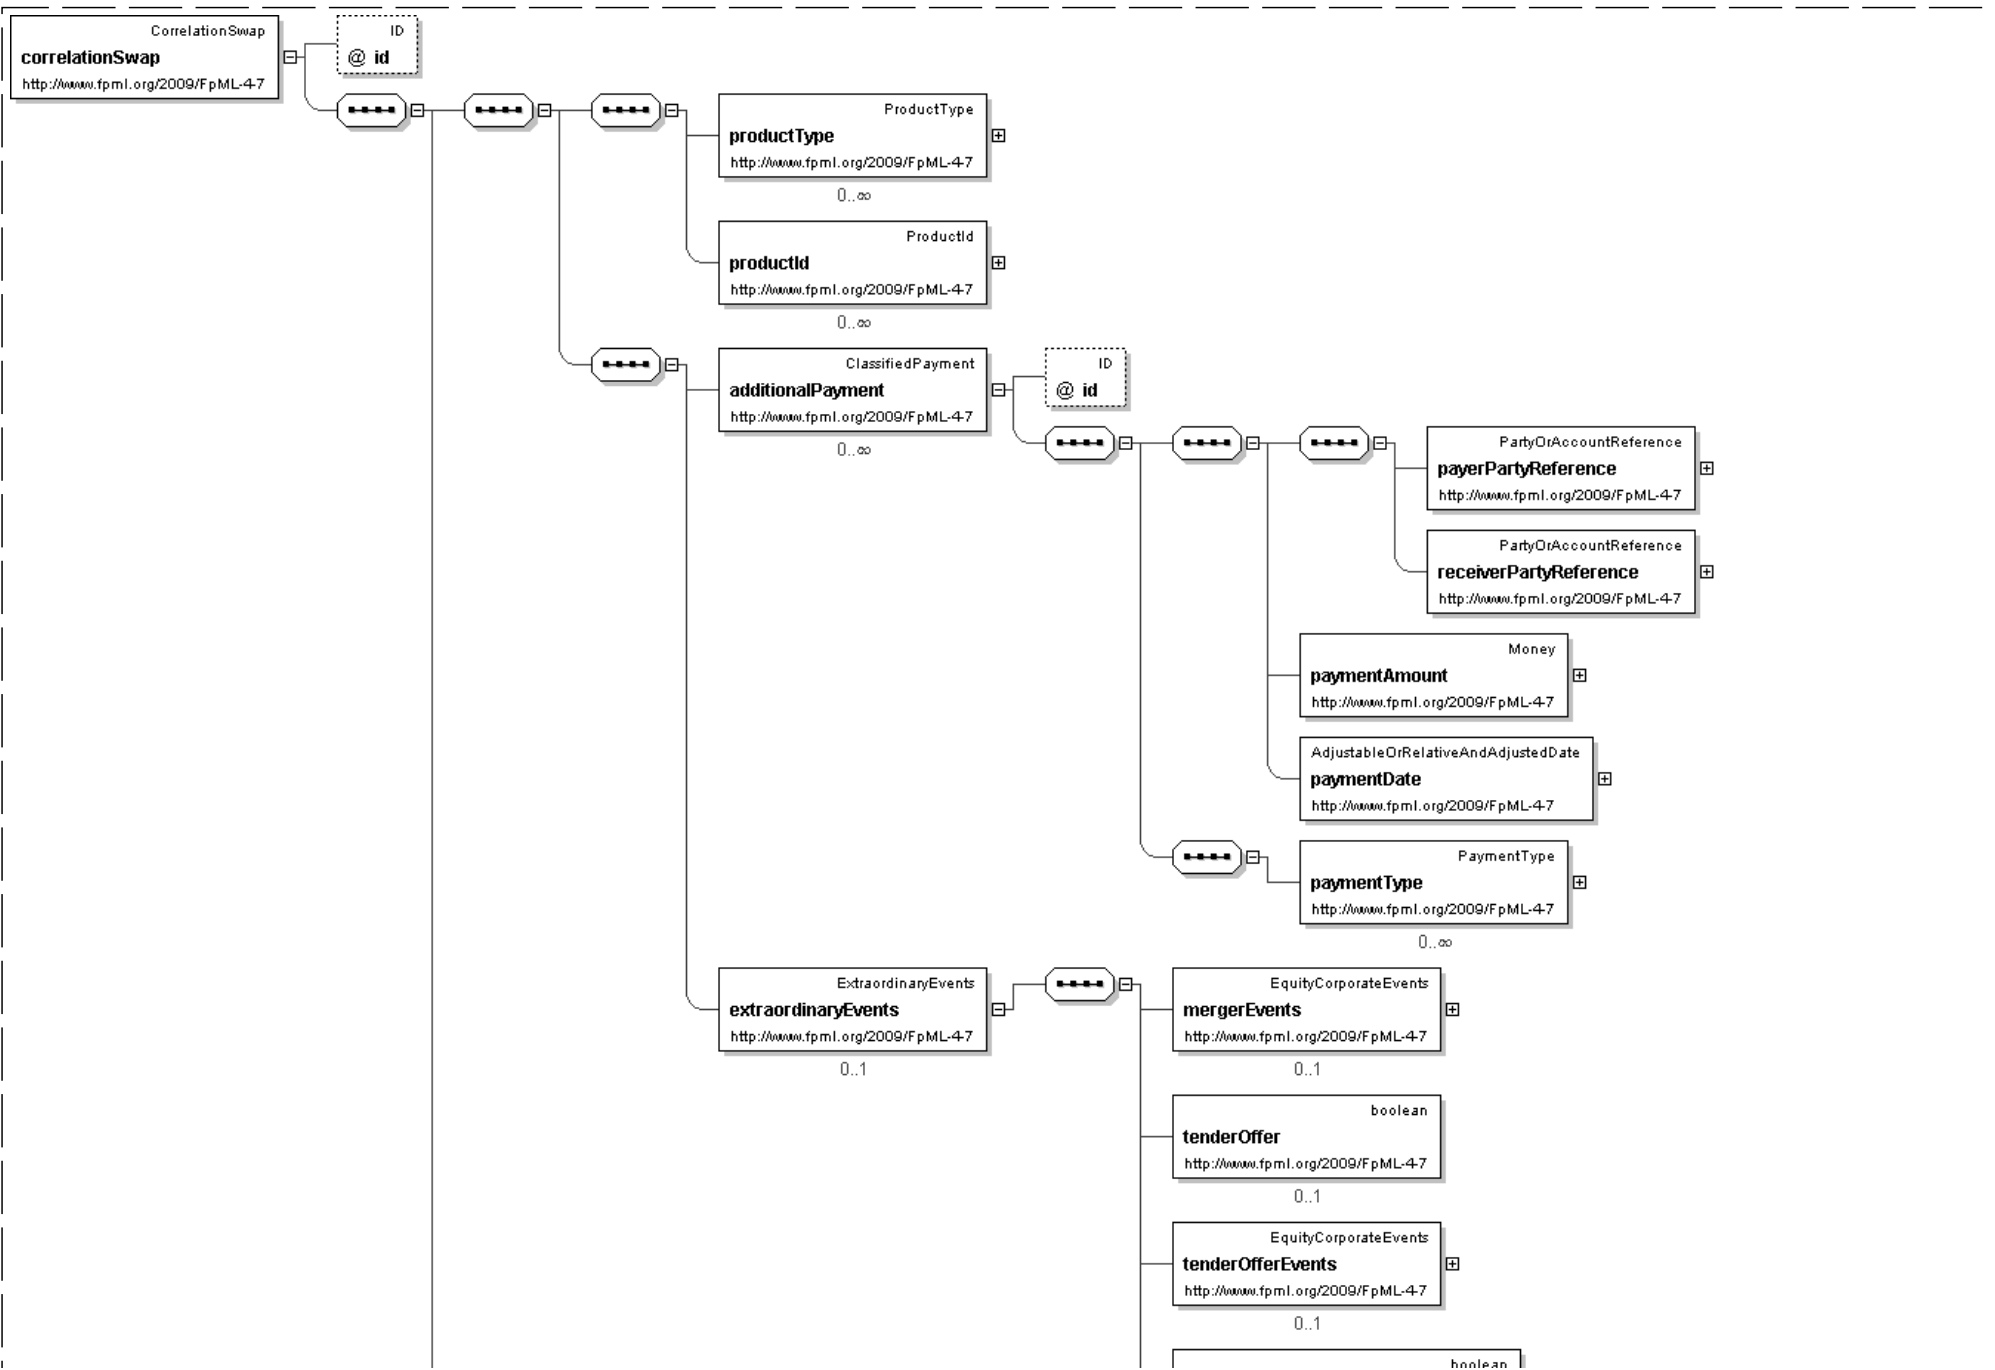 CorrelationSwap
correlationSwap
http://www.fpml.org/2009/FpML-4-7
ID
@ id
ProductType
productType
http://www.fpml.org/2009/FpML-4-7
0..∞
ProductId
productId
http://www.fpml.org/2009/FpML-4-7
0..∞
ClassifiedPayment
additionalPayment
http://www.fpml.org/2009/FpML-4-7
0..∞
ID
@ id
PartyOrAccountReference
payerPartyReference
http://www.fpml.org/2009/FpML-4-7
PartyOrAccountReference
receiverPartyReference
http://www.fpml.org/2009/FpML-4-7
Money
paymentAmount
http://www.fpml.org/2009/FpML-4-7
AdjustableOrRelativeAndAdjustedDate
paymentDate
http://www.fpml.org/2009/FpML-4-7
PaymentType
paymentType
http://www.fpml.org/2009/FpML-4-7
0..∞
ExtraordinaryEvents
extraordinaryEvents
http://www.fpml.org/2009/FpML-4-7
0..1
EquityCorporateEvents
mergerEvents
http://www.fpml.org/2009/FpML-4-7
0..1
boolean
tenderOffer
http://www.fpml.org/2009/FpML-4-7
0..1
EquityCorporateEvents
tenderOfferEvents
http://www.fpml.org/2009/FpML-4-7
0..1
boolean